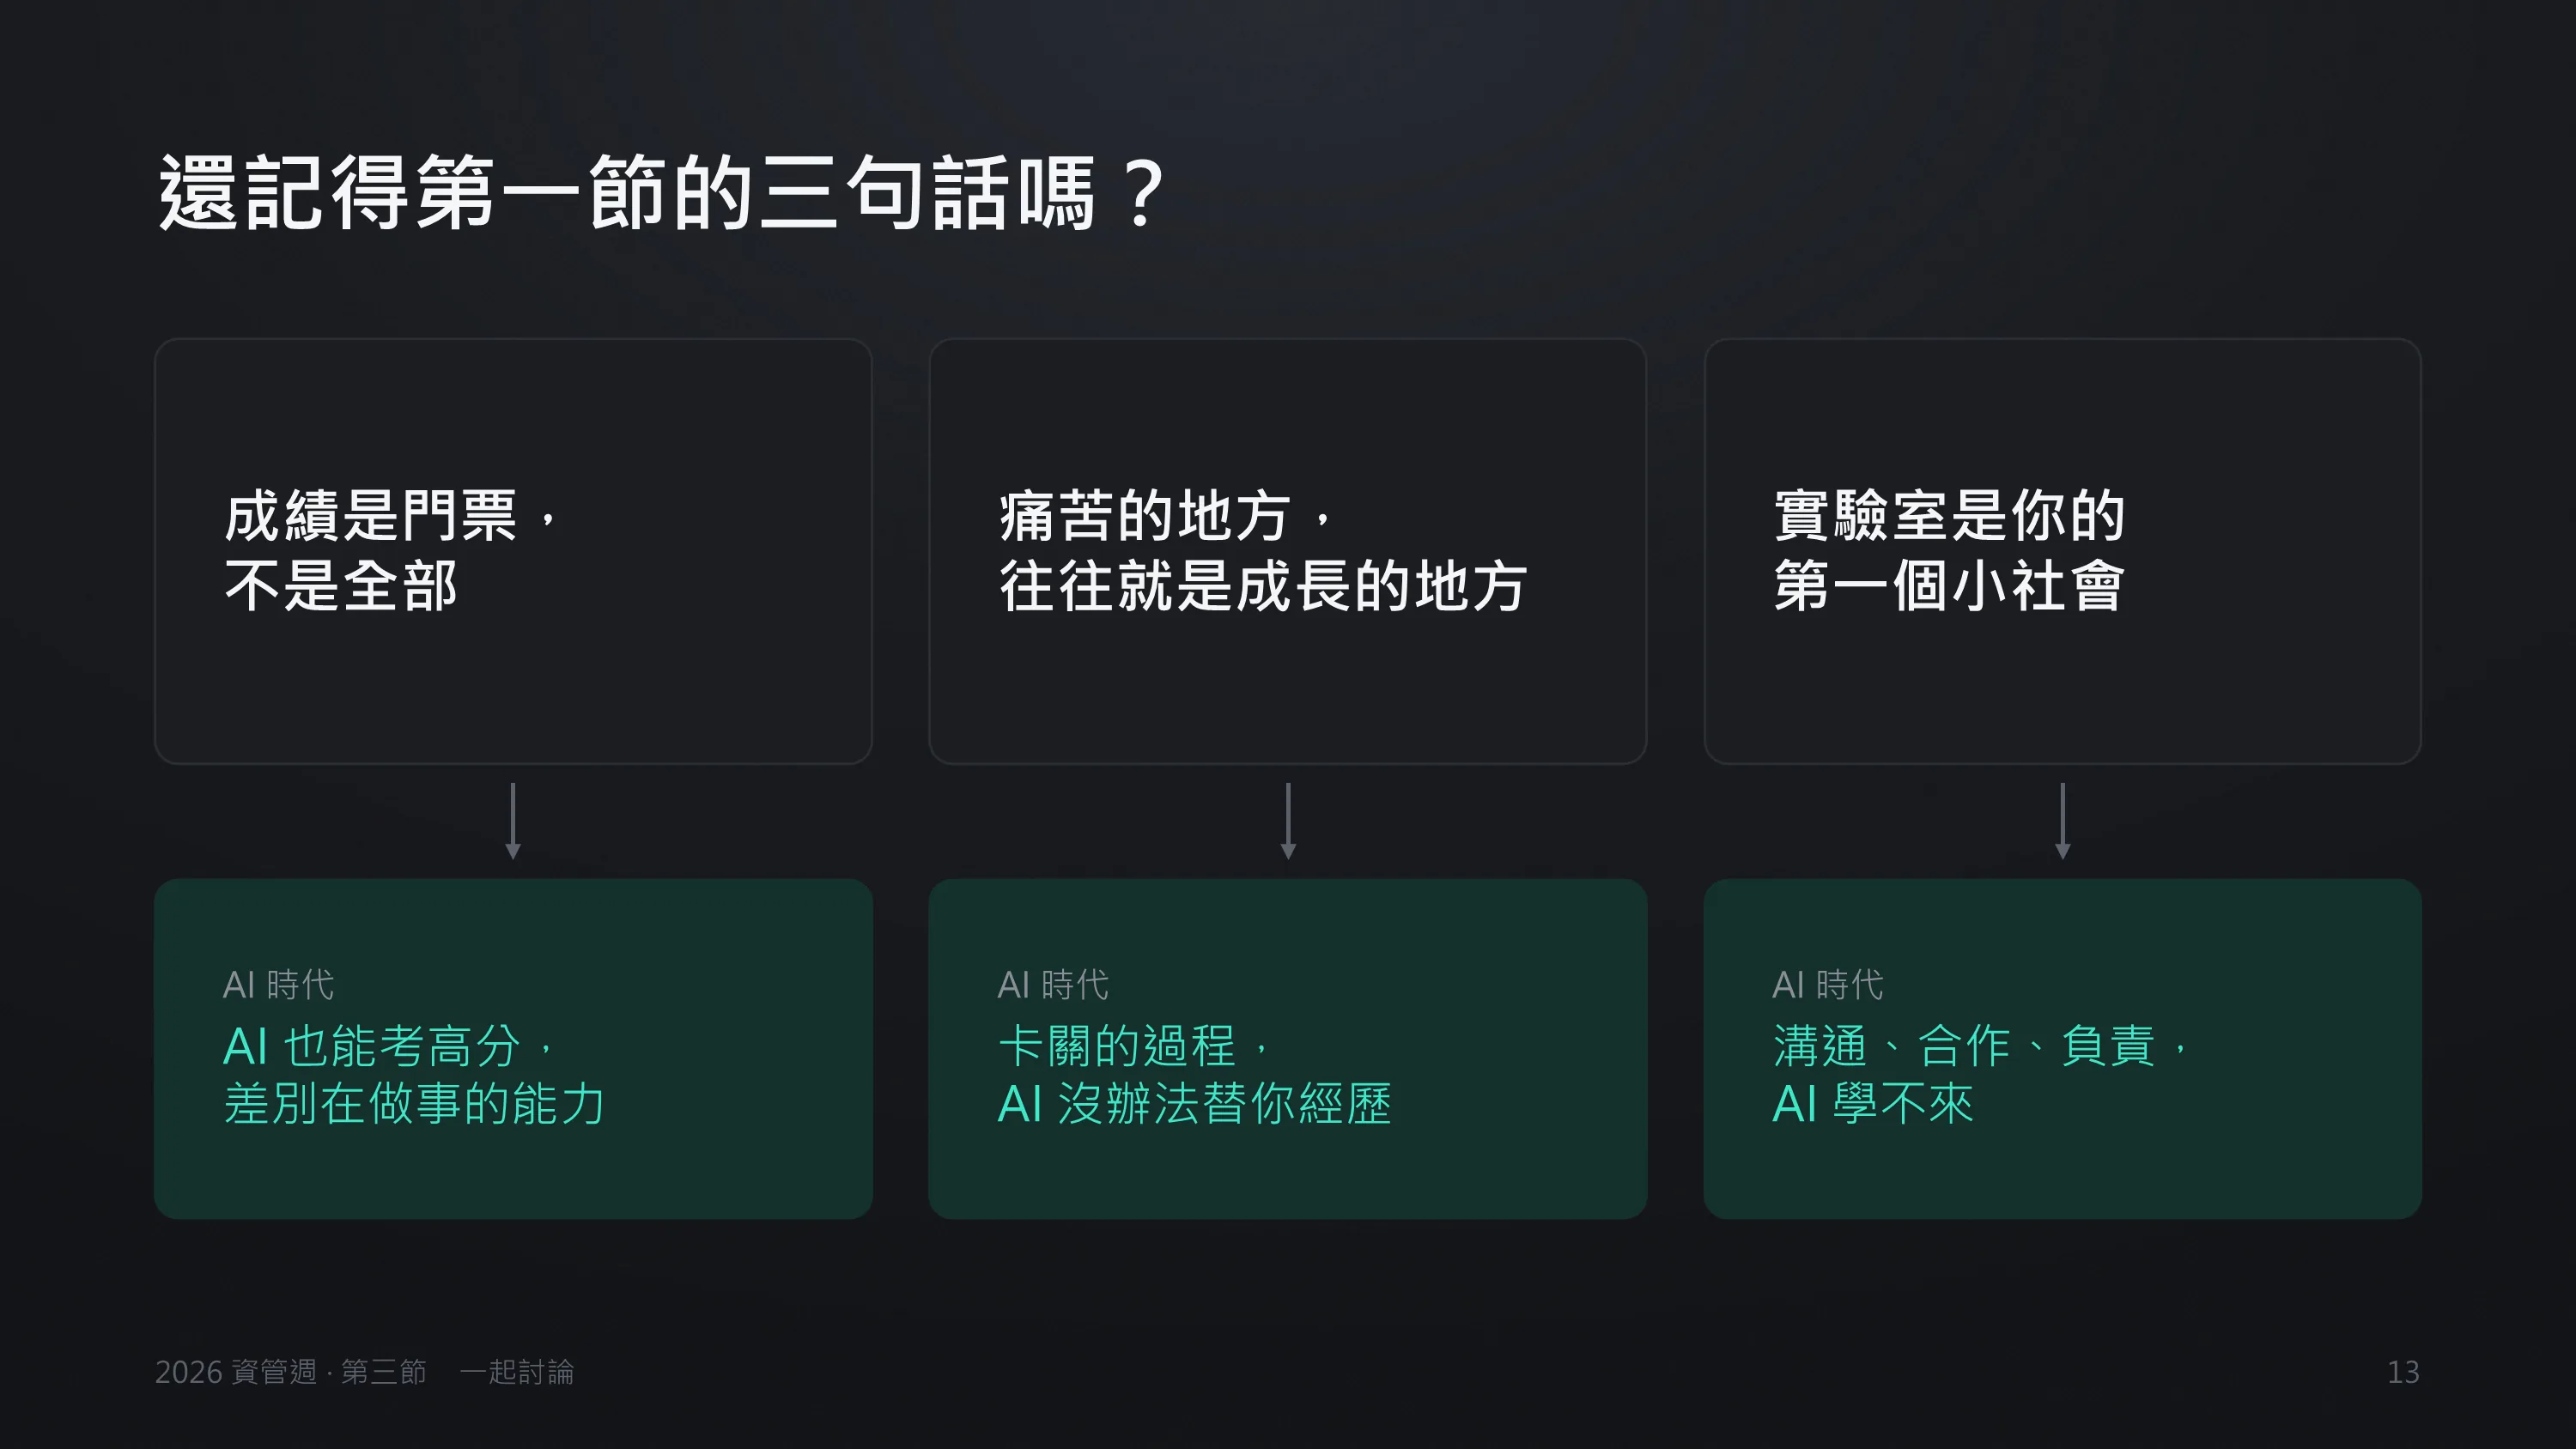 還記得第一節的三句話嗎？
成績是門票，
不是全部
痛苦的地方，
往往就是成長的地方
實驗室是你的
第一個小社會
AI 時代
AI 也能考高分，
差別在做事的能力
AI 時代
卡關的過程，
AI 沒辦法替你經歷
AI 時代
溝通、合作、負責，
AI 學不來
2026 資管週 · 第三節　一起討論
13